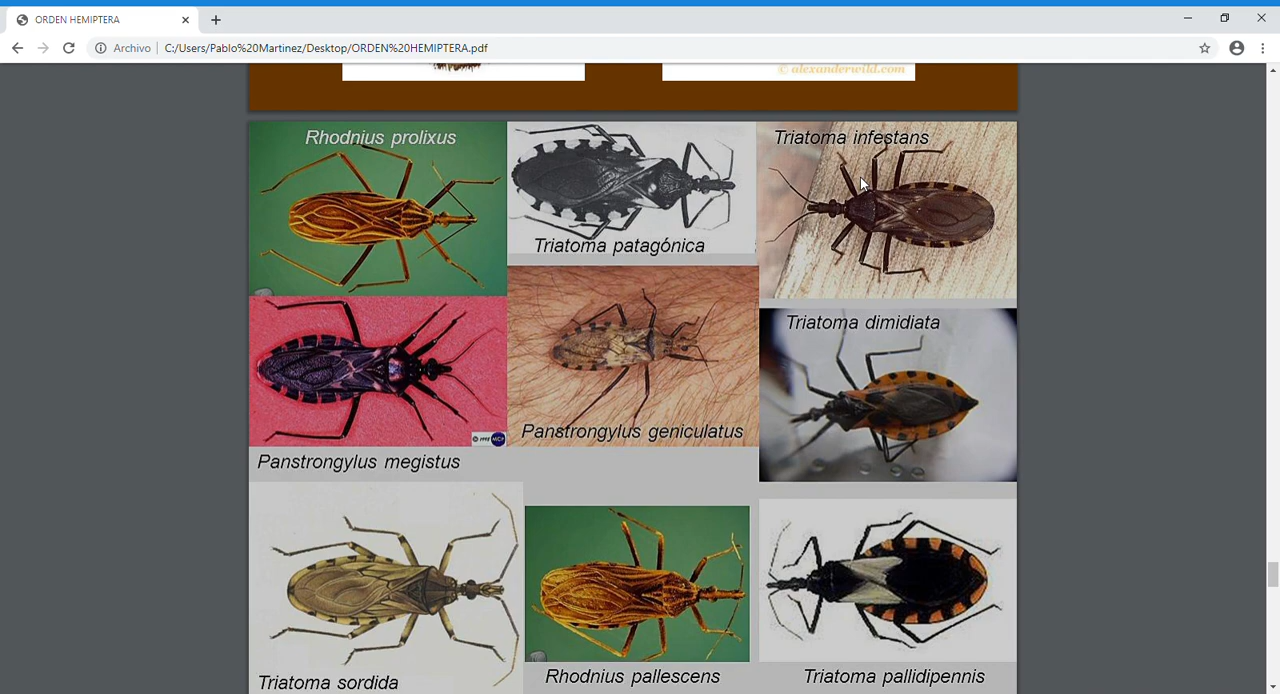 ORDEN HEMIPTERA
Archivo
C:/Users/Pablo%20Martinez/Desktop/ORDEN%20HEMIPTERA.pdf
© alexanderwild.com
Rhodnius prolixus
Triatoma patagónica
Triatoma infestans
Triatoma dimidiata
Panstrongylus geniculatus
Panstrongylus megistus
Triatoma sordida
Rhodnius pallescens
Triatoma pallidipennis